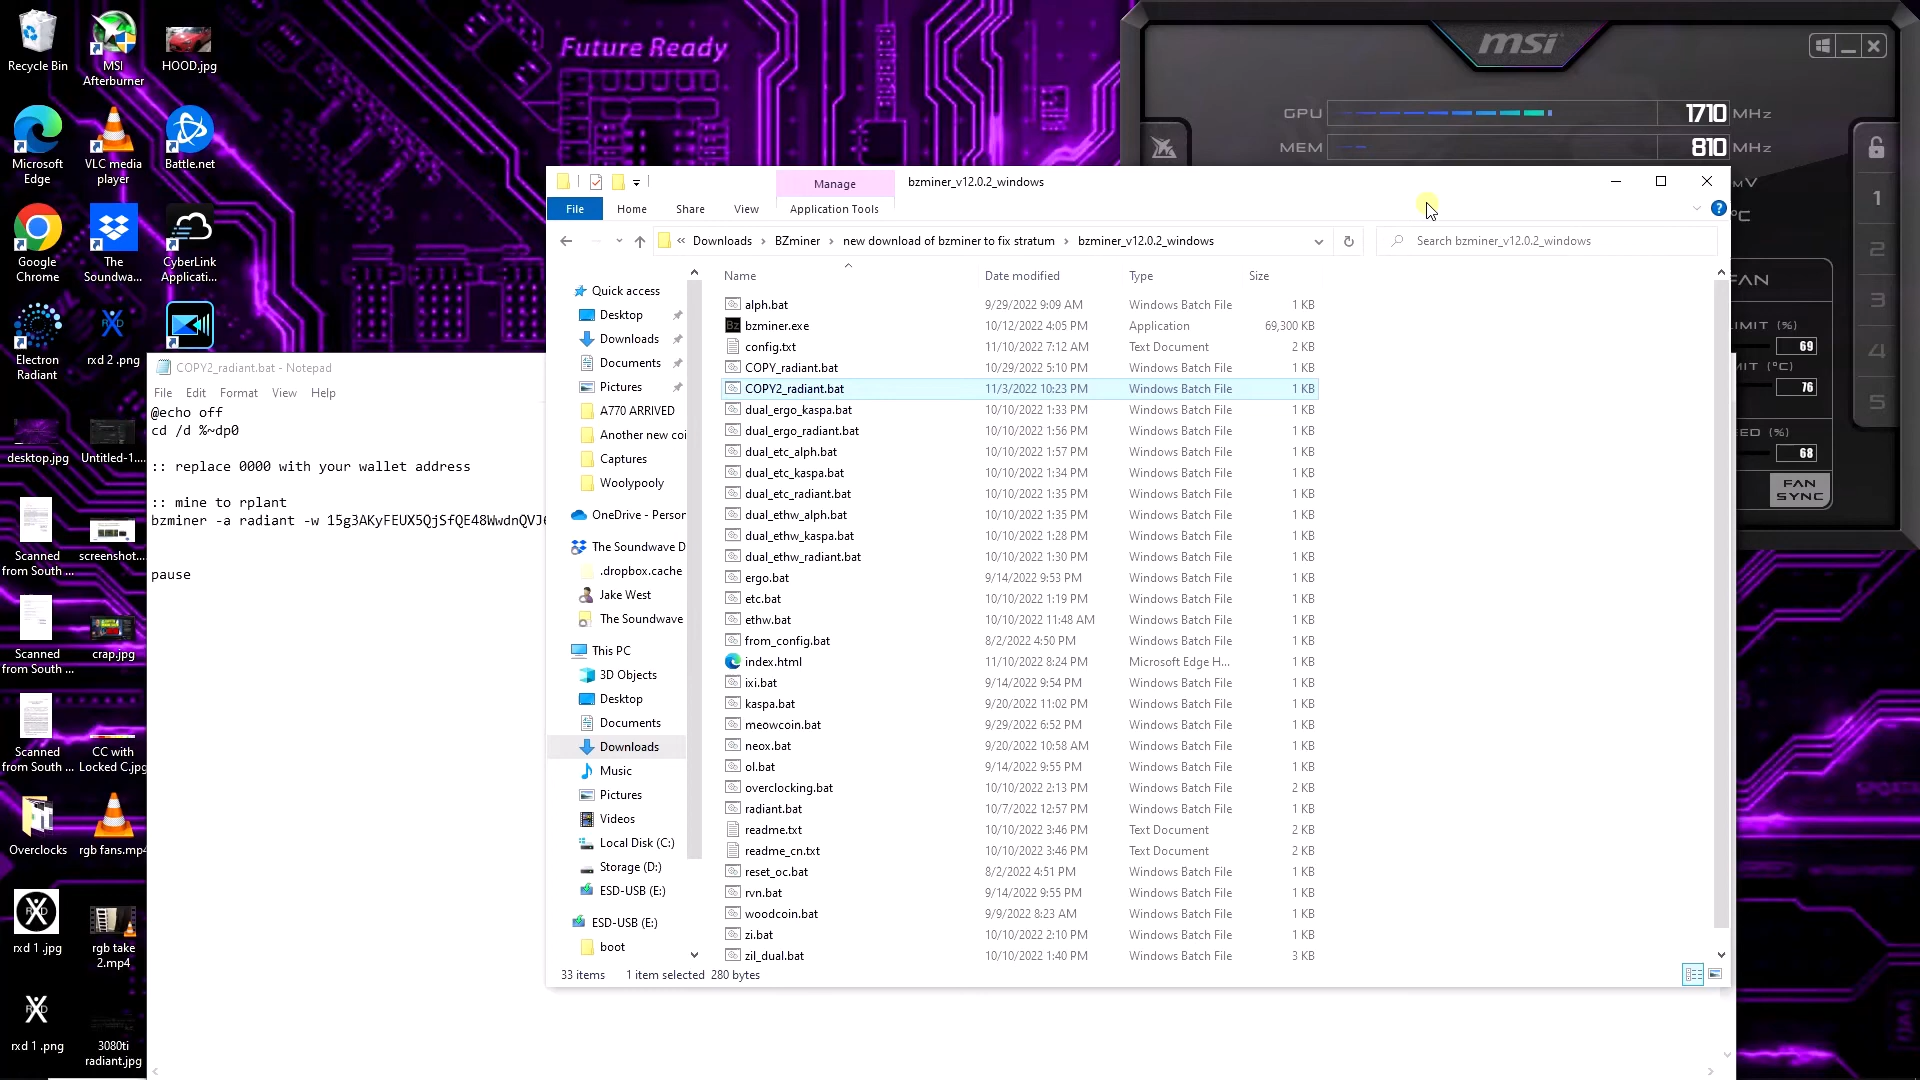 Future Ready
msi
GPU 1710 MHz
MEM 810 MHz
1
2
3
4
5
69
76
68
FAN
SYNC
Recycle Bin
MSI
Afterburner
HOOD.jpg
Microsoft
Edge
VLC media
player
Battle.net
Google
Chrome
The
Soundwa...
CyberLink
Applicati...
Electron
Radiant
rxd 2 .png
desktop.jpg
Untitled-1....
Scanned
from South ...
screenshot...
Scanned
from South ...
crap.jpg
Scanned
from South ...
CC with
Locked C.jpg
Overclocks
rgb fans.mp4
rxd 1 .jpg
rgb take
2.mp4
rxd 1 .png
3080ti
radiant.jpg
COPY2_radiant.bat - Notepad
File Edit Format View Help
@echo off
cd /d %~dp0
:: replace 0000 with your wallet address
:: mine to rplant
bzminer -a radiant -w 15g3AKyFEUX5QjSfQE48WwdnQVJ6
pause
Manage
bzminer_v12.0.2_windows
File Home Share View Application Tools
« Downloads › BZminer › new download of bzminer to fix stratum › bzminer_v12.0.2_windows
Search bzminer_v12.0.2_windows
Quick access
Desktop
Downloads
Documents
Pictures
A770 ARRIVED
Another new coi
Captures
Woolypooly
OneDrive - Person
The Soundwave D
.dropbox.cache
Jake West
The Soundwave
This PC
3D Objects
Desktop
Documents
Downloads
Music
Pictures
Videos
Local Disk (C:)
Storage (D:)
ESD-USB (E:)
ESD-USB (E:)
boot
Name Date modified Type Size
alph.bat 9/29/2022 9:09 AM Windows Batch File 1 KB
bzminer.exe 10/12/2022 4:05 PM Application 69,300 KB
config.txt 11/10/2022 7:12 AM Text Document 2 KB
COPY_radiant.bat 10/29/2022 5:10 PM Windows Batch File 1 KB
COPY2_radiant.bat 11/3/2022 10:23 PM Windows Batch File 1 KB
dual_ergo_kaspa.bat 10/10/2022 1:33 PM Windows Batch File 1 KB
dual_ergo_radiant.bat 10/10/2022 1:56 PM Windows Batch File 1 KB
dual_etc_alph.bat 10/10/2022 1:57 PM Windows Batch File 1 KB
dual_etc_kaspa.bat 10/10/2022 1:34 PM Windows Batch File 1 KB
dual_etc_radiant.bat 10/10/2022 1:35 PM Windows Batch File 1 KB
dual_ethw_alph.bat 10/10/2022 1:35 PM Windows Batch File 1 KB
dual_ethw_kaspa.bat 10/10/2022 1:28 PM Windows Batch File 1 KB
dual_ethw_radiant.bat 10/10/2022 1:30 PM Windows Batch File 1 KB
ergo.bat 9/14/2022 9:53 PM Windows Batch File 1 KB
etc.bat 10/10/2022 1:19 PM Windows Batch File 1 KB
ethw.bat 10/10/2022 11:48 AM Windows Batch File 1 KB
from_config.bat 8/2/2022 4:50 PM Windows Batch File 1 KB
index.html 11/10/2022 8:24 PM Microsoft Edge H... 1 KB
ixi.bat 9/14/2022 9:54 PM Windows Batch File 1 KB
kaspa.bat 9/20/2022 11:02 PM Windows Batch File 1 KB
meowcoin.bat 9/29/2022 6:52 PM Windows Batch File 1 KB
neox.bat 9/20/2022 10:58 AM Windows Batch File 1 KB
ol.bat 9/14/2022 9:55 PM Windows Batch File 1 KB
overclocking.bat 10/10/2022 2:13 PM Windows Batch File 2 KB
radiant.bat 10/7/2022 12:57 PM Windows Batch File 1 KB
readme.txt 10/10/2022 3:46 PM Text Document 2 KB
readme_cn.txt 10/10/2022 3:46 PM Text Document 2 KB
reset_oc.bat 8/2/2022 4:51 PM Windows Batch File 1 KB
rvn.bat 9/14/2022 9:55 PM Windows Batch File 1 KB
woodcoin.bat 9/9/2022 8:23 AM Windows Batch File 1 KB
zi.bat 10/10/2022 2:10 PM Windows Batch File 1 KB
zil_dual.bat 10/10/2022 1:40 PM Windows Batch File 3 KB
33 items 1 item selected 280 bytes